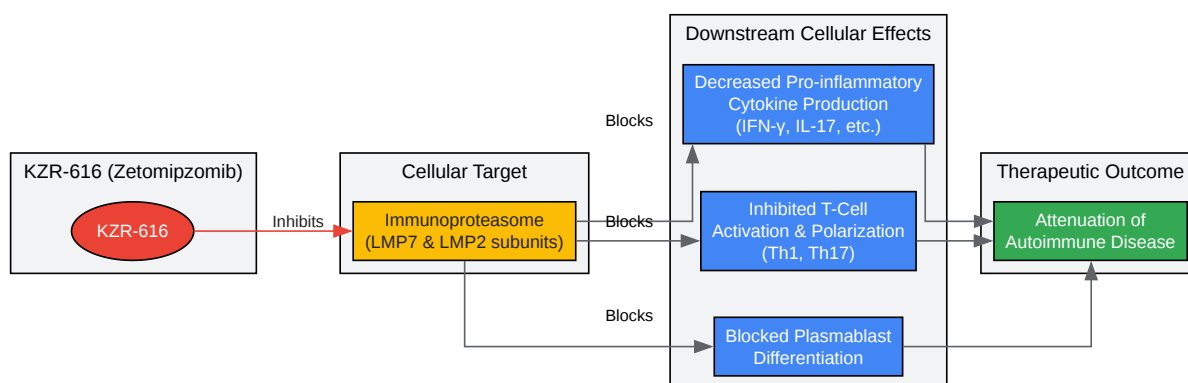 KZR-616 (Zetomipzomib)
KZR-616
Inhibits
Cellular Target
Immunoproteasome
(LMP7 & LMP2 subunits)
Blocks
Blocks
Blocks
Downstream Cellular Effects
Decreased Pro-inflammatory
Cytokine Production
(IFN-γ, IL-17, etc.)
Inhibited T-Cell
Activation & Polarization
(Th1, Th17)
Blocked Plasmablast
Differentiation
Therapeutic Outcome
Attenuation of
Autoimmune Disease